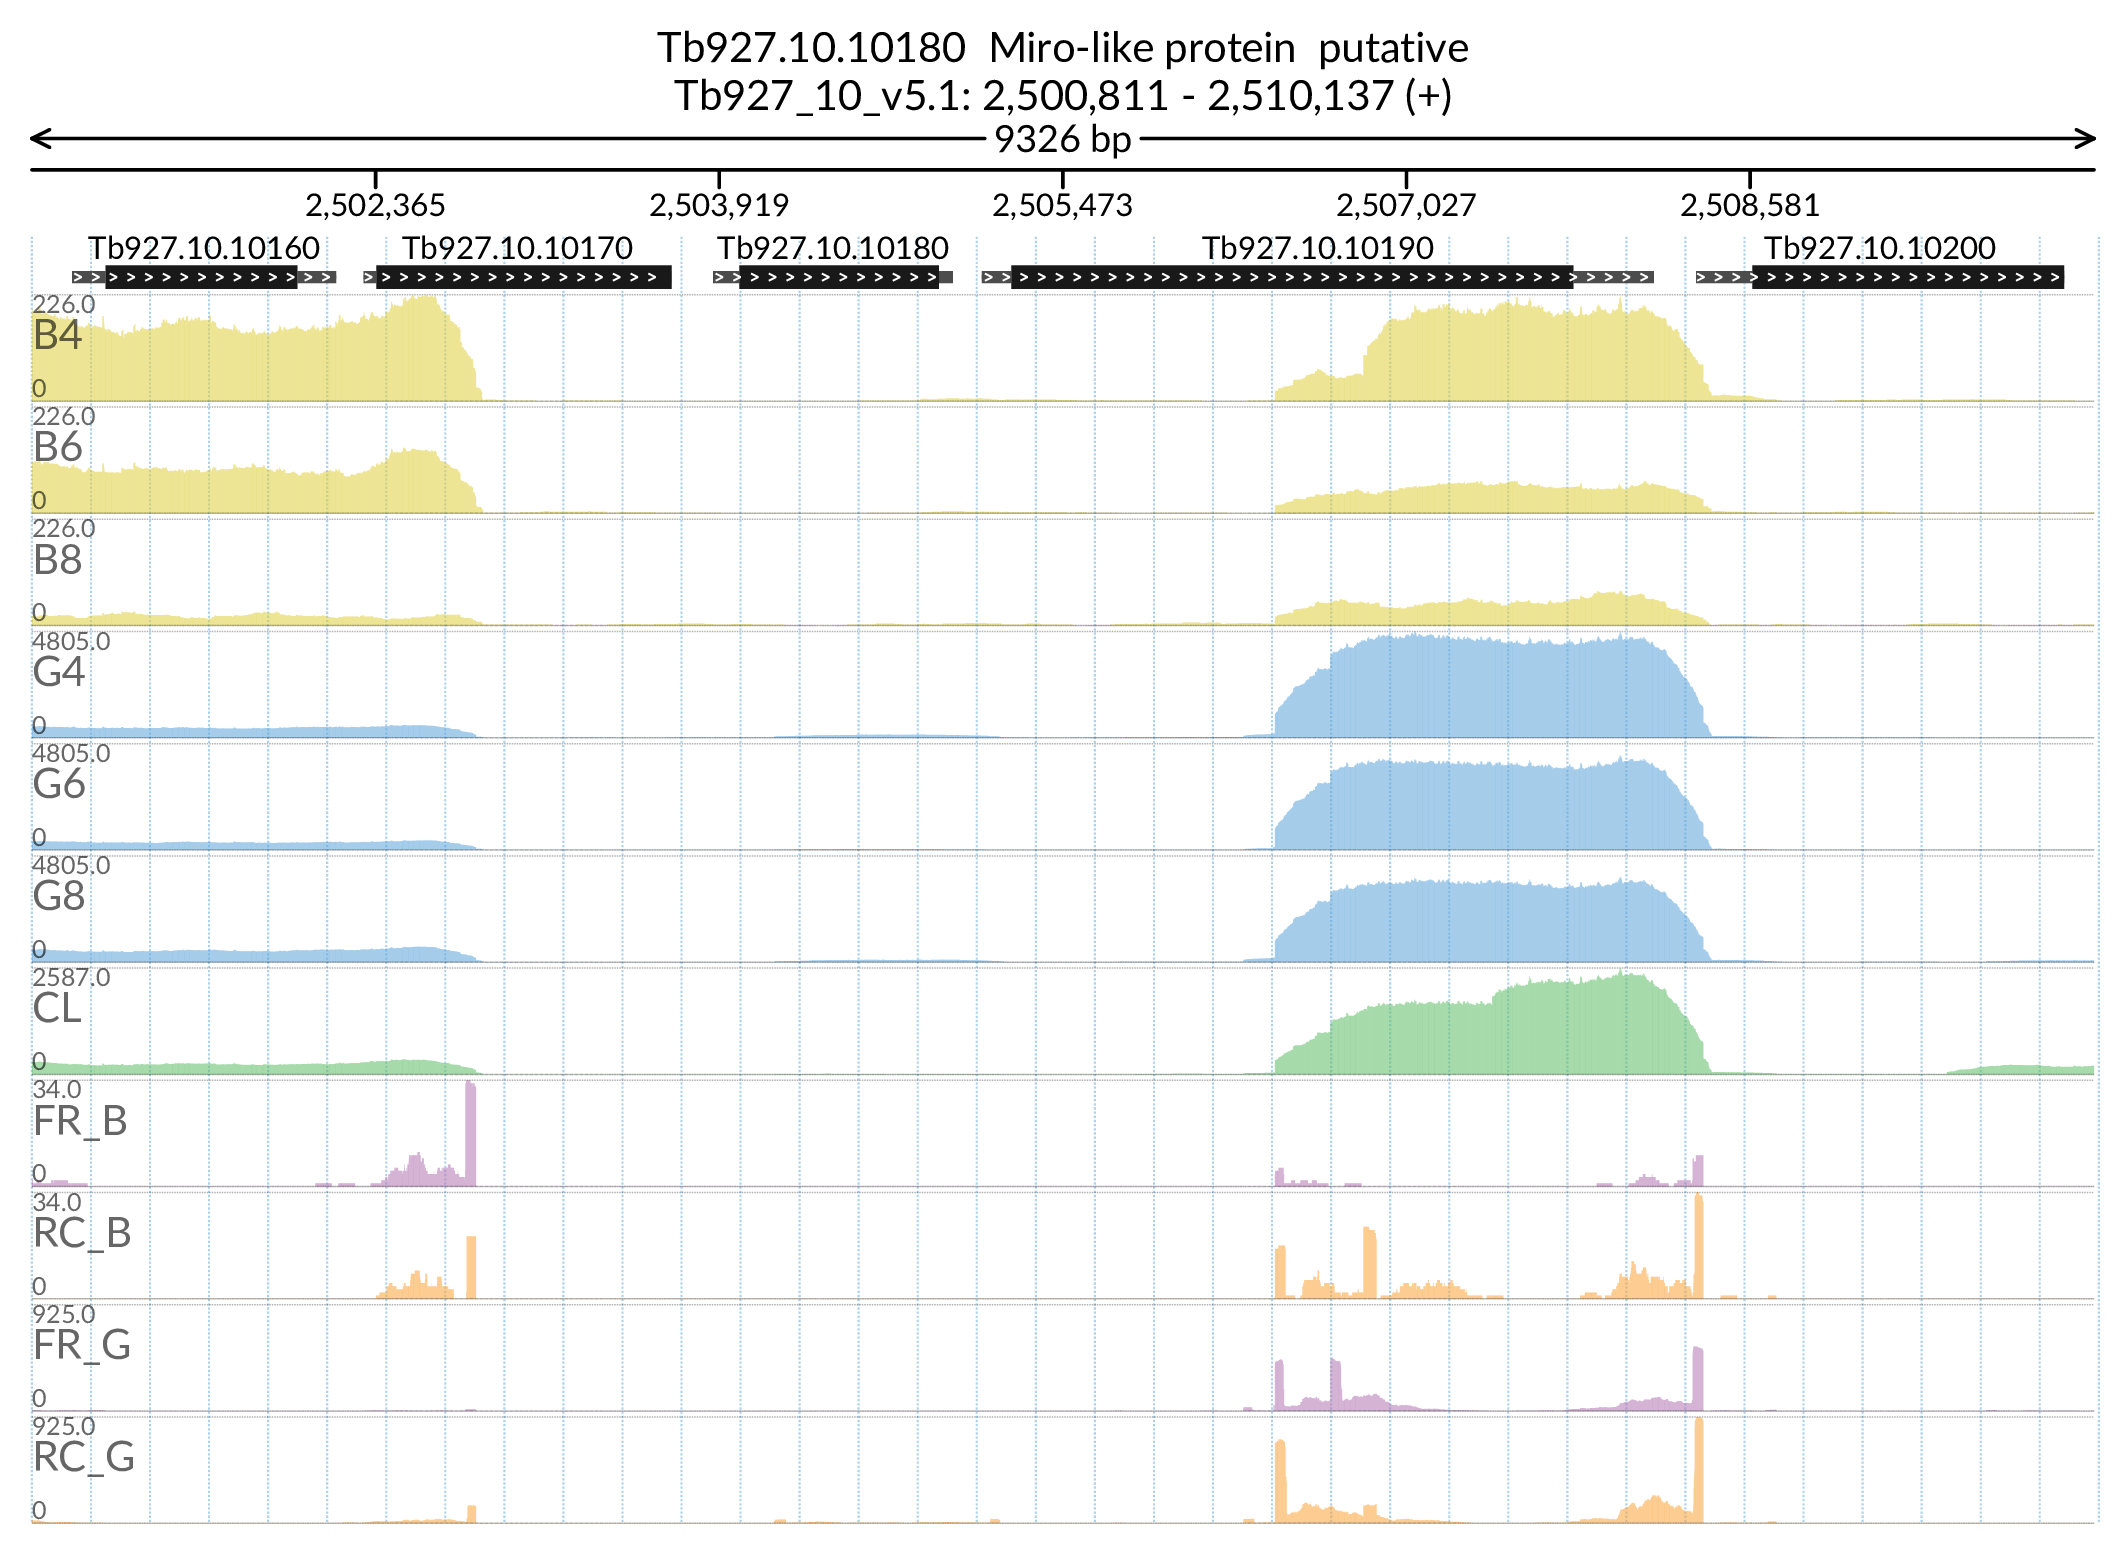 Tb927.10.10180 Miro-like protein putative
Tb927_10_v5.1: 2,500,811 - 2,510,137 (+)
9326 bp
2,502,365 2,503,919 2,505,473 2,507,027 2,508,581
Tb927.10.10160 Tb927.10.10170 Tb927.10.10180 Tb927.10.10190 Tb927.10.10200
226.0
B4
0
226.0
B6
0
226.0
B8
0
4805.0
G4
0
4805.0
G6
0
4805.0
G8
0
2587.0
CL
0
34.0
FR_B
0
34.0
RC_B
0
925.0
FR_G
0
925.0
RC_G
0